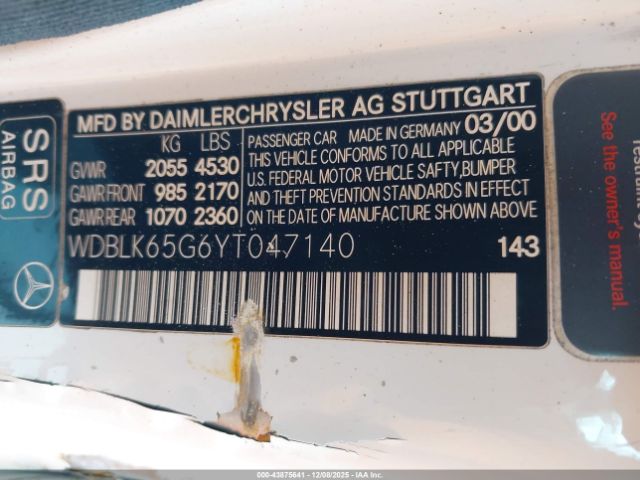 MFD BY DAIMLERCHRYSLER AG STUTTGART
KG LBS
GVWR 2055 4530
GAWR FRONT 985 2170
GAWR REAR 1070 2360
PASSENGER CAR MADE IN GERMANY 03/00
THIS VEHICLE CONFORMS TO ALL APPLICABLE
U.S. FEDERAL MOTOR VEHICLE SAFTY,BUMPER
AND THEFT PREVENTION STANDARDS IN EFFECT
ON THE DATE OF MANUFACTURE SHOWN ABOVE.
WDBLK65G6YT047140
143
SRS
AIRBAG
See the owner's man
000-43875641 | 12/08/2025 - IAAI, Inc.